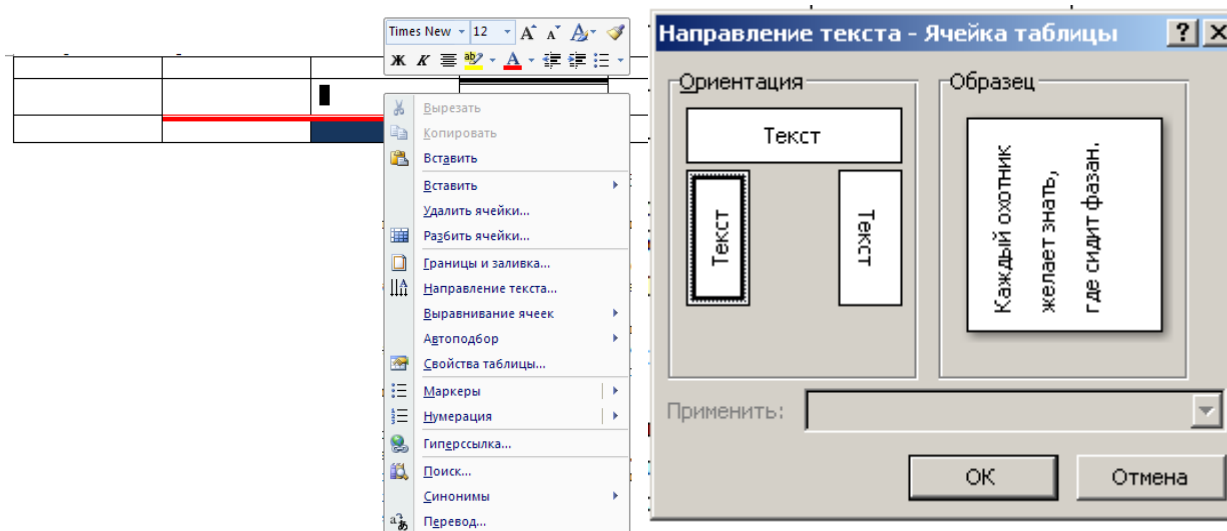 Times New 12
Ж К
Вырезать
Копировать
Вставить
Вставить
Удалить ячейки...
Разбить ячейки...
Границы и заливка...
Направление текста...
Выравнивание ячеек
Автоподбор
Свойства таблицы...
Маркеры
Нумерация
Гиперссылка...
Поиск...
Синонимы
Перевод...
Направление текста - Ячейка таблицы
Ориентация
Текст
Текст
Текст
Образец
Каждый охотник
желает знать,
где сидит фазан.
Применить:
ОК
Отмена